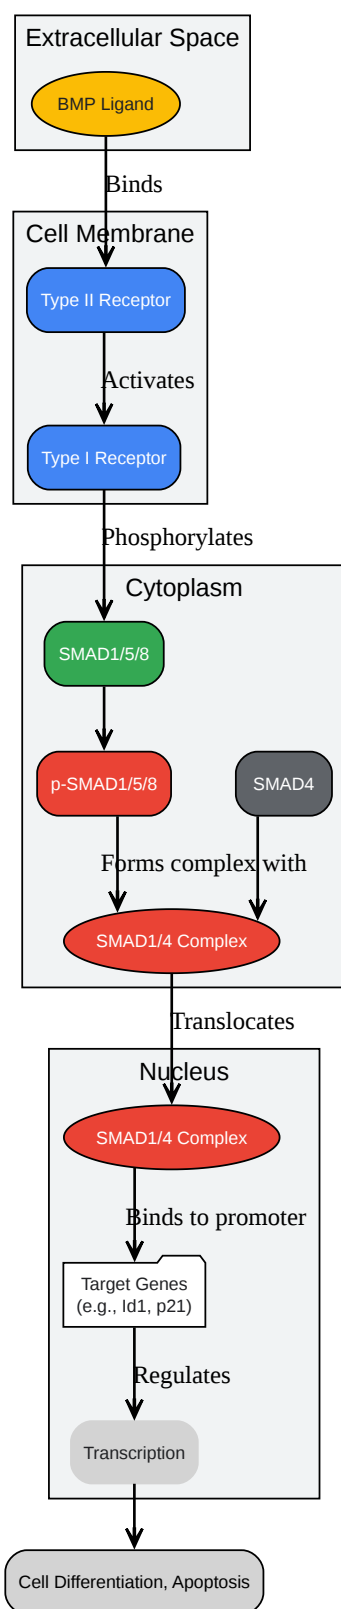 Extracellular Space
BMP Ligand
Binds
Cell Membrane
Type II Receptor
Activates
Type I Receptor
Phosphorylates
Cytoplasm
SMAD1/5/8
p-SMAD1/5/8
SMAD4
Forms complex with
SMAD1/4 Complex
Translocates
Nucleus
SMAD1/4 Complex
Binds to promoter
Target Genes
(e.g., Id1, p21)
Regulates
Transcription
Cell Differentiation, Apoptosis